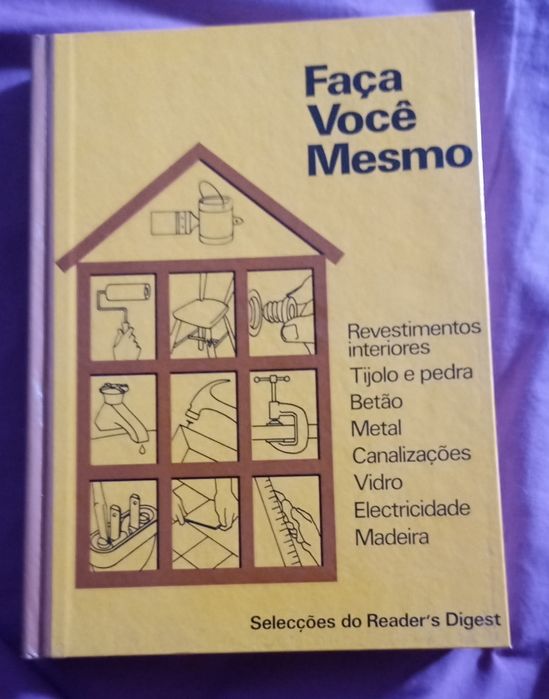 Faça
Você
Mesmo
Revestimentos
interiores
Tijolo e pedra
Betão
Metal
Canalizações
Vidro
Electricidade
Madeira
Selecções do Reader's Digest